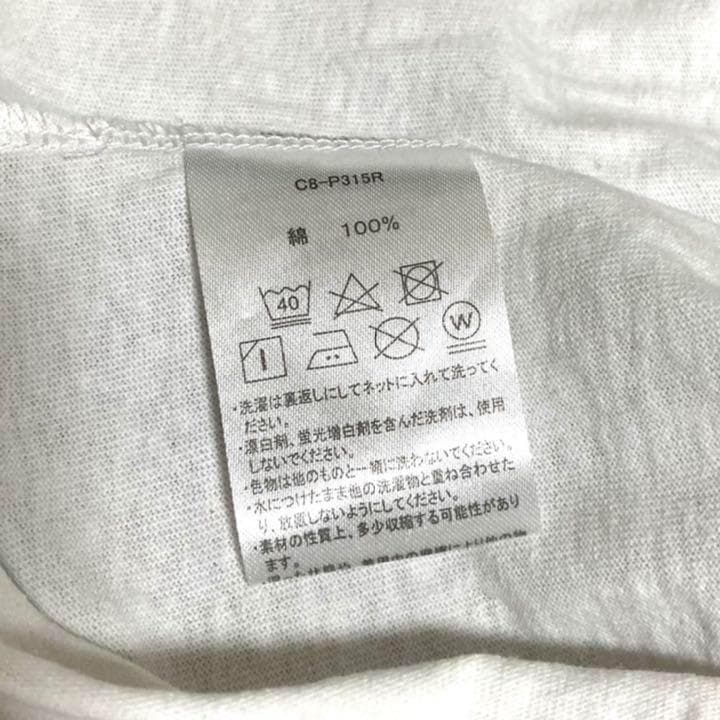 C8-P315R
綿 100%
40
W
・洗濯は裏返しにしてネットに入れて洗ってく
ださい。
・漂白剤、蛍光増白剤を含んだ洗剤は、使用
しないでください。
・色物は他のものと一緒に洗わないでください。
・水につけたまま他の洗濯物と重ね合わせた
り、放置しないようにしてください。
・素材の性質上、多少収縮する可能性があり
ます。